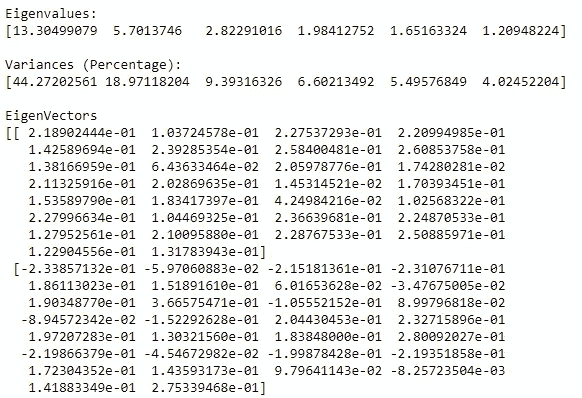 Eigenvalues:
[13.30499079 5.7013746 2.82291016 1.98412752 1.65163324 1.20948224]
Variances (Percentage):
[44.27202561 18.97118204 9.39316326 6.60213492 5.49576849 4.02452204]
EigenVectors
[[ 2.18902444e-01 1.03724578e-01 2.27537293e-01 2.20994985e-01
1.42589694e-01 2.39285354e-01 2.58400481e-01 2.60853758e-01
1.38166959e-01 6.43633464e-02 2.05978776e-01 1.74280281e-02
2.11325916e-01 2.02869635e-01 1.45314521e-02 1.70393451e-01
1.53589790e-01 1.83417397e-01 4.24984216e-02 1.02568322e-01
2.27996634e-01 1.04469325e-01 2.36639681e-01 2.24870533e-01
1.27952561e-01 2.10095880e-01 2.28767533e-01 2.50885971e-01
1.22904556e-01 1.31783943e-01]
[-2.33857132e-01 -5.97060883e-02 -2.15181361e-01 -2.31076711e-01
1.86113023e-01 1.51891610e-01 6.01653628e-02 -3.47675005e-02
1.90348770e-01 3.66575471e-01 -1.05552152e-01 8.99796818e-02
-8.94572342e-02 -1.52292628e-01 2.04430453e-01 2.32715896e-01
1.97207283e-01 1.30321560e-01 1.83848000e-01 2.80092027e-01
-2.19866379e-01 -4.54672982e-02 -1.99878428e-01 -2.19351858e-01
1.72304352e-01 1.43593173e-01 9.79641143e-02 -8.25723504e-03
1.41883349e-01 2.75339468e-01]